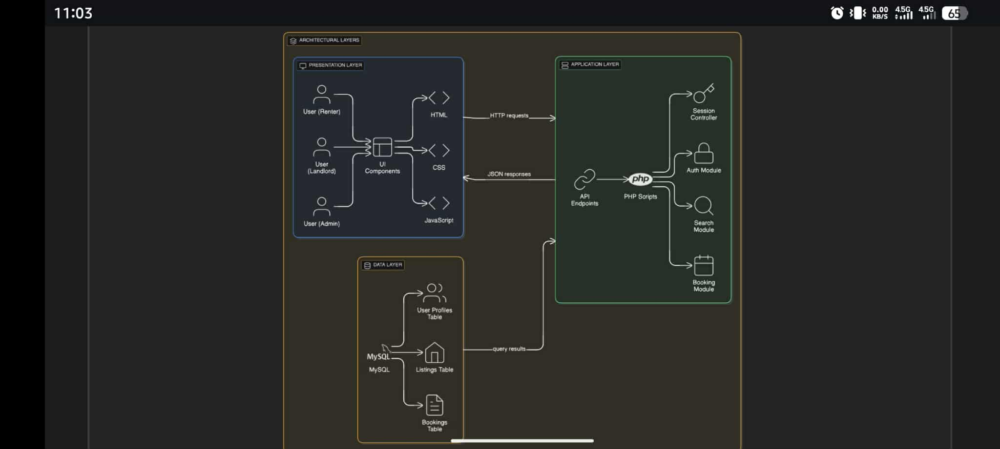 11:03
0.00
KB/S
4.5G
4.5G
65
ARCHITECTURAL LAYERS
PRESENTATION LAYER
User (Renter)
User
(Landlord)
User (Admin)
UI
Components
HTML
CSS
JavaScript
HTTP requests
JSON responses
APPLICATION LAYER
API
Endpoints
php
PHP Scripts
Session
Controller
Auth Module
Search
Module
Booking
Module
DATA LAYER
MySQL
MySQL
User Profiles
Table
Listings Table
Bookings
Table
query results